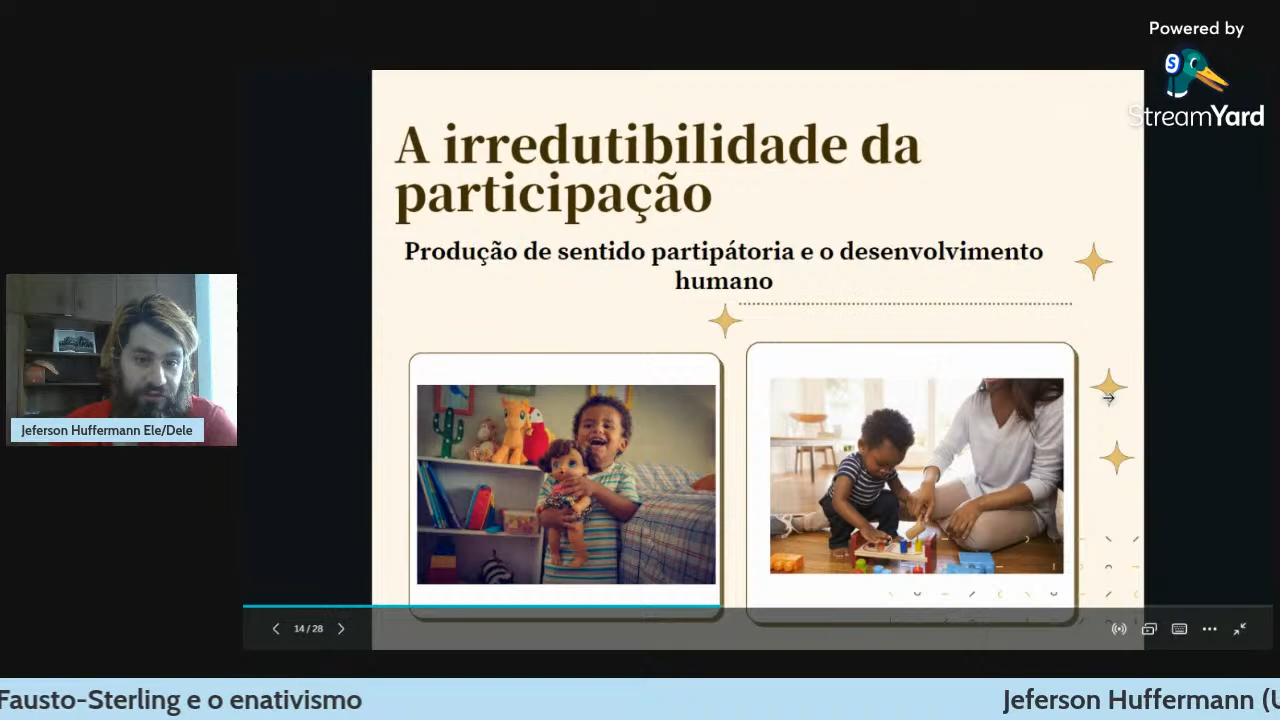 Powered by
S
StreamYard
A irredutibilidade da
participação
Produção de sentido partipátoria e o desenvolvimento
humano
Jeferson Huffermann Ele/Dele
14 / 28
Fausto-Sterling e o enativismo
Jeferson Huffermann (U